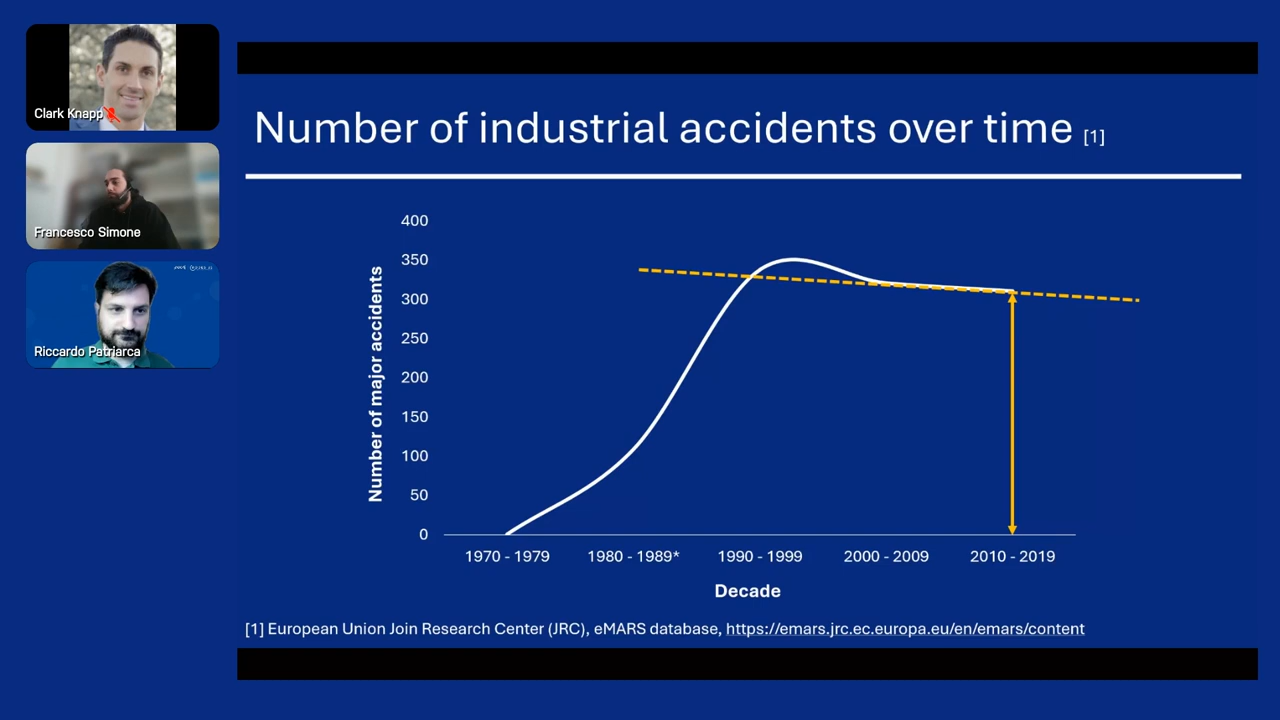 Clark Knapp
Francesco Simone
Riccardo Patriarca
Number of industrial accidents over time [1]
Number of major accidents
400
350
300
250
200
150
100
50
0
1970 - 1979 1980 - 1989* 1990 - 1999 2000 - 2009 2010 - 2019
Decade
[1] European Union Join Research Center (JRC), eMARS database, https://emars.jrc.ec.europa.eu/en/emars/content